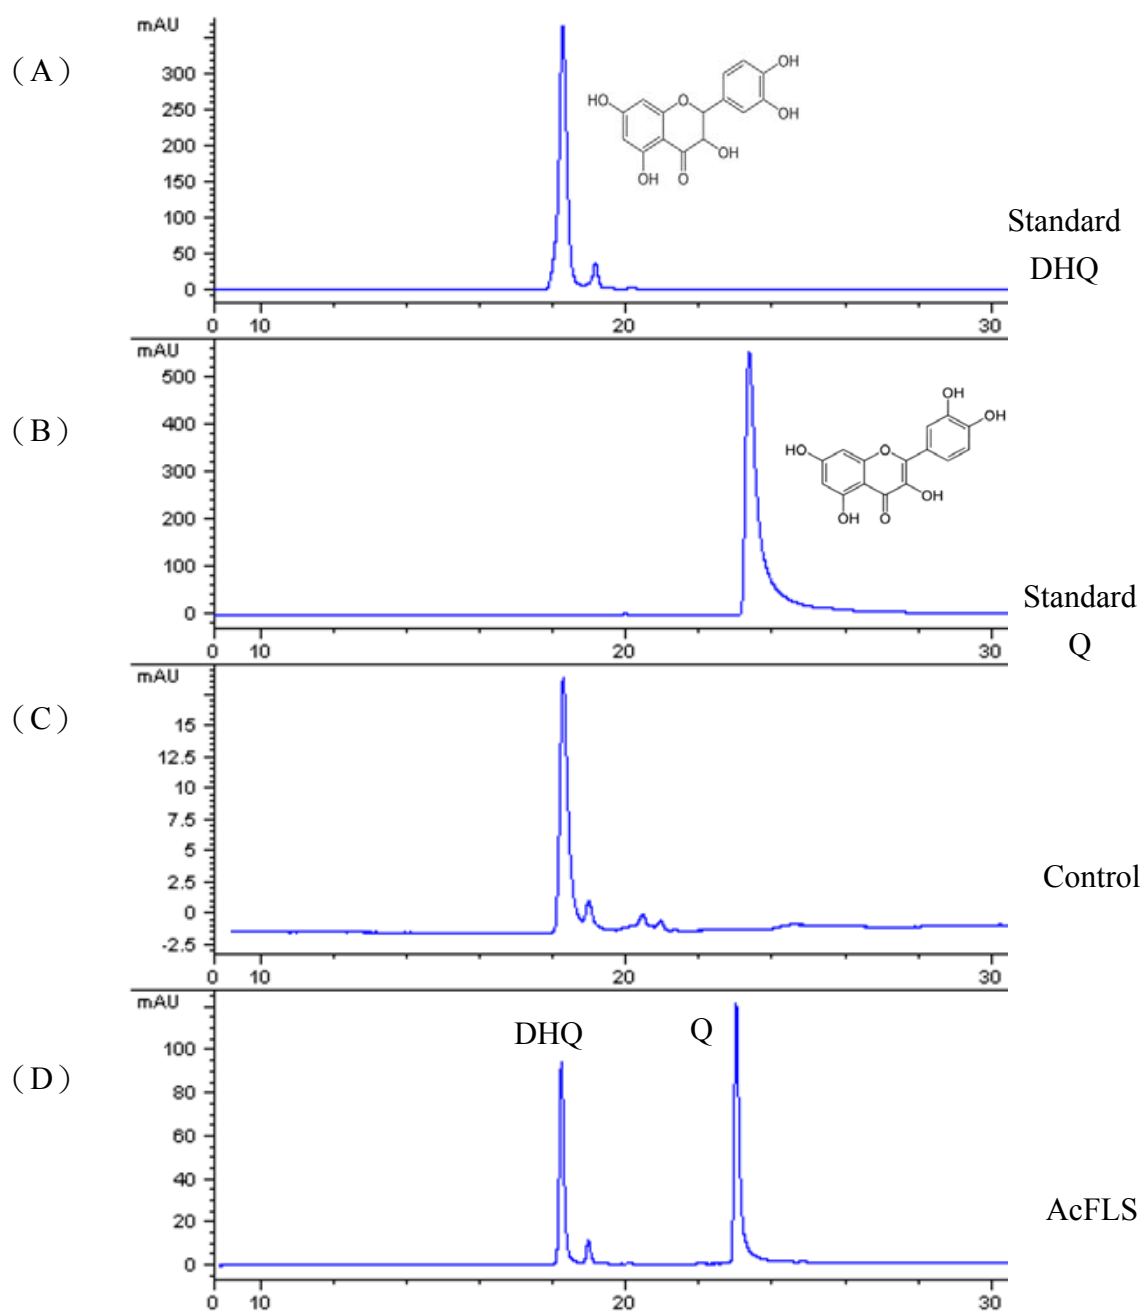 mAU
（A）
300
250
200
150
100
50
0
OH
OH
HO
O
OH
OH
O
Standard
DHQ
0 10 20 30
mAU
（B）
500
400
300
200
100
0
OH
OH
HO
O
OH
OH
O
Standard
Q
0 10 20 30
mAU
（C）
15
12.5
10
7.5
5
2.5
0
-2.5
Control
0 10 20 30
mAU
（D）
DHQ
Q
100
80
60
40
20
0
AcFLS
0 10 20 30